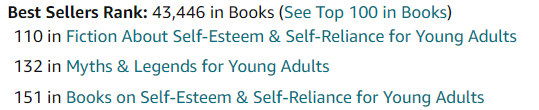 Best Sellers Rank: 43,446 in Books (See Top 100 in Books)
110 in Fiction About Self-Esteem & Self-Reliance for Young Adults
132 in Myths & Legends for Young Adults
151 in Books on Self-Esteem & Self-Reliance for Young Adults